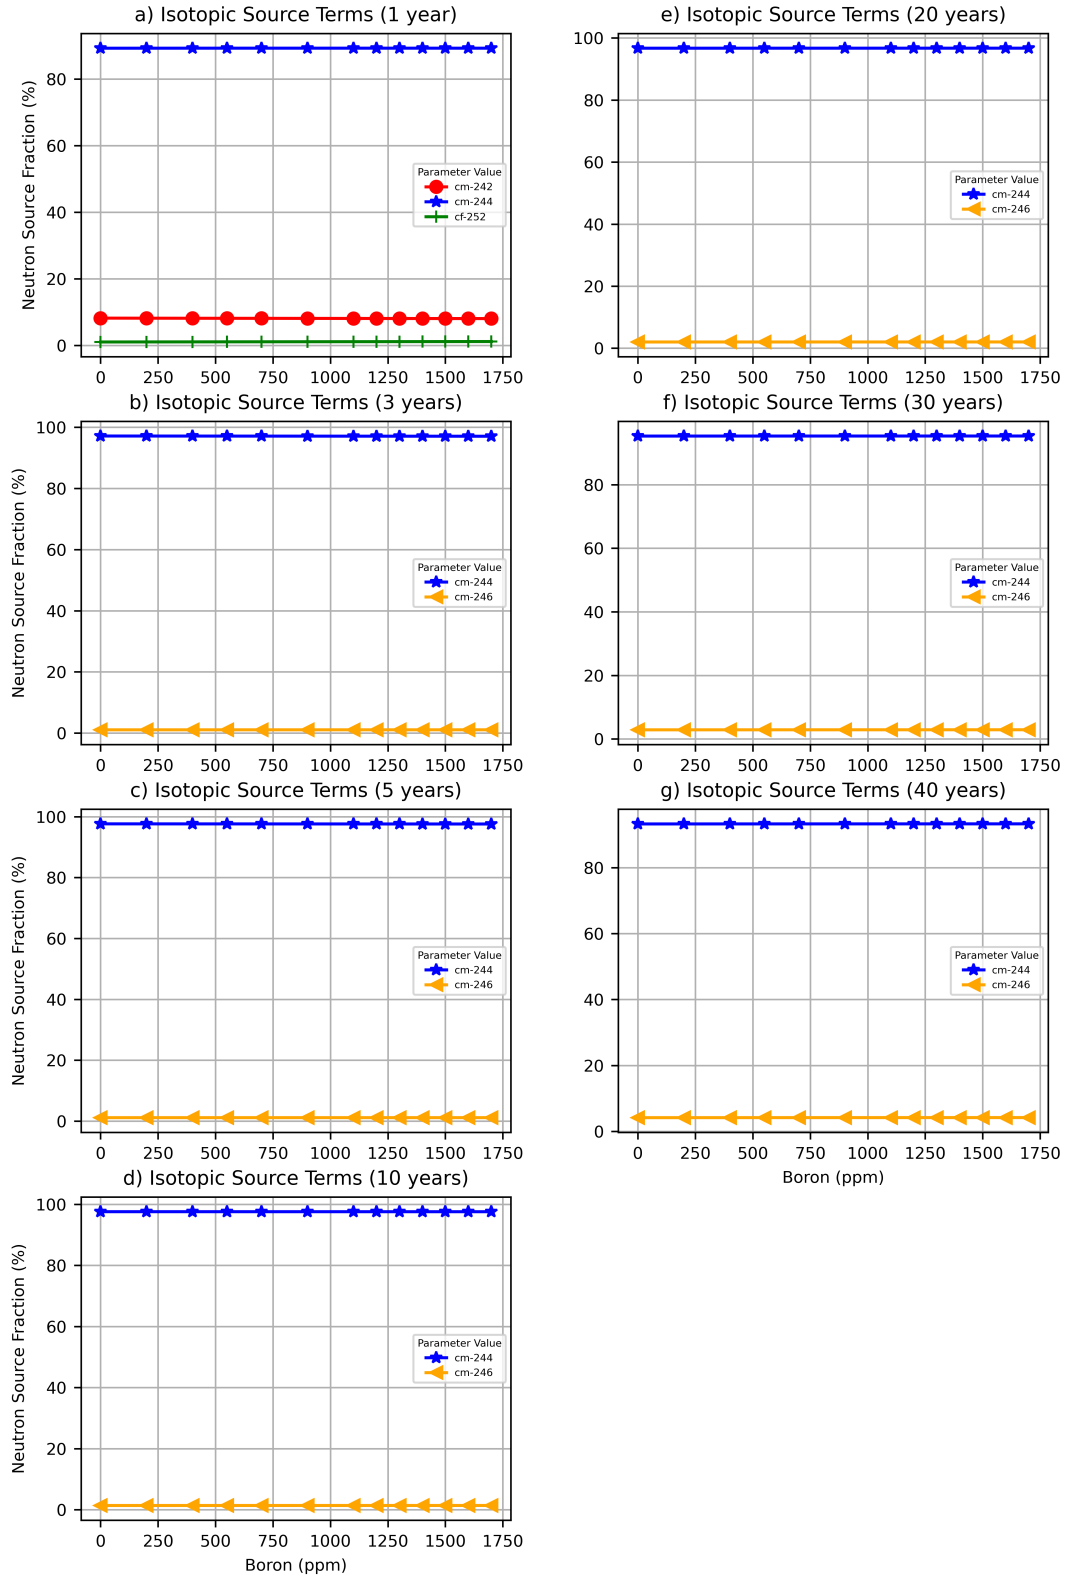 a) Isotopic Source Terms (1 year)
Neutron Source Fraction (%)
80
60
40
20
0
Parameter Value
cm-242
cm-244
cf-252
0 250 500 750 1000 1250 1500 1750
b) Isotopic Source Terms (3 years)
Neutron Source Fraction (%)
100
80
60
40
20
0
Parameter Value
cm-244
cm-246
0 250 500 750 1000 1250 1500 1750
c) Isotopic Source Terms (5 years)
Neutron Source Fraction (%)
100
80
60
40
20
0
Parameter Value
cm-244
cm-246
0 250 500 750 1000 1250 1500 1750
d) Isotopic Source Terms (10 years)
Neutron Source Fraction (%)
100
80
60
40
20
0
Parameter Value
cm-244
cm-246
0 250 500 750 1000 1250 1500 1750
Boron (ppm)
e) Isotopic Source Terms (20 years)
100
80
60
40
20
0
Parameter Value
cm-244
cm-246
0 250 500 750 1000 1250 1500 1750
f) Isotopic Source Terms (30 years)
80
60
40
20
0
Parameter Value
cm-244
cm-246
0 250 500 750 1000 1250 1500 1750
g) Isotopic Source Terms (40 years)
80
60
40
20
0
Parameter Value
cm-244
cm-246
0 250 500 750 1000 1250 1500 1750
Boron (ppm)